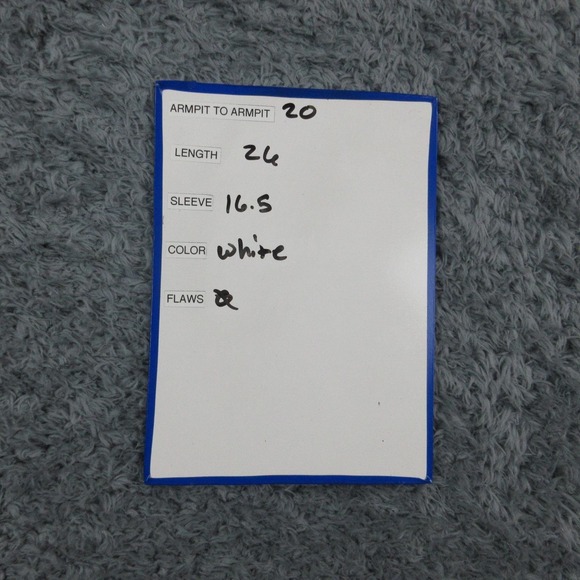 ARMPIT TO ARMPIT 20
LENGTH 26
SLEEVE 16.5
COLOR white
FLAWS